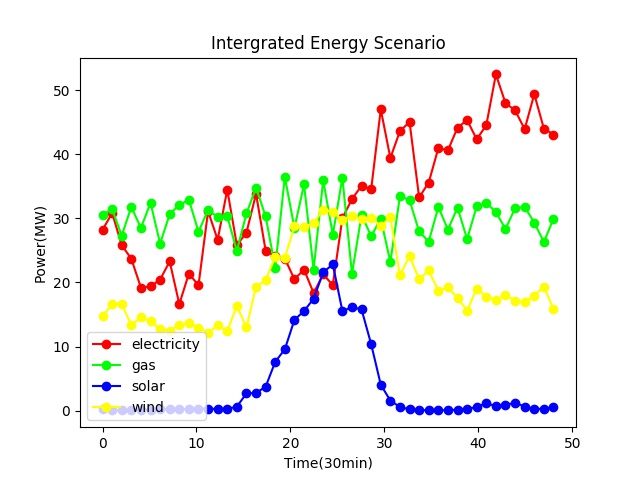 Intergrated Energy Scenario
Power(MW)
50
40
30
20
10
0
electricity
gas
solar
wind
0 10 20 30 40 50
Time(30min)